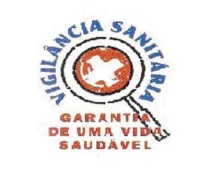 VIGILÂNCIA SANITÁRIA
GARANTIA
DE UMA VIDA
SAUDÁVEL